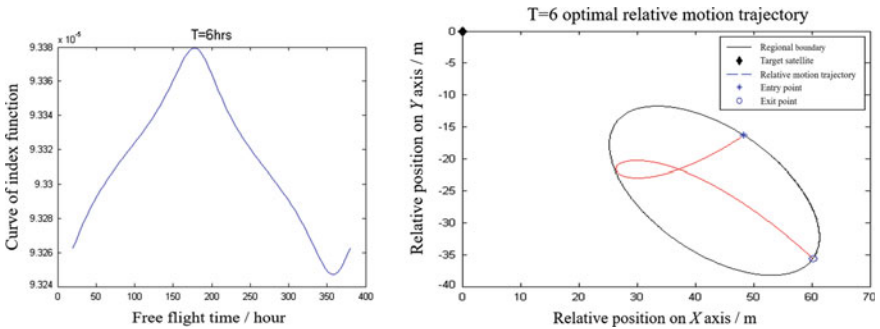 T=6hrs
9.338 x 10^-6
9.336
9.334
9.332
9.33
9.328
9.326
9.324
0 50 100 150 200 250 300 350 400
Curve of index function
Free flight time / hour
T=6 optimal relative motion trajectory
0
-5
-10
-15
-20
-25
-30
-35
-40
0 10 20 30 40 50 60 70
Relative position on Y axis / m
Relative position on X axis / m
Regional boundary
Target satellite
Relative motion trajectory
Entry point
Exit point